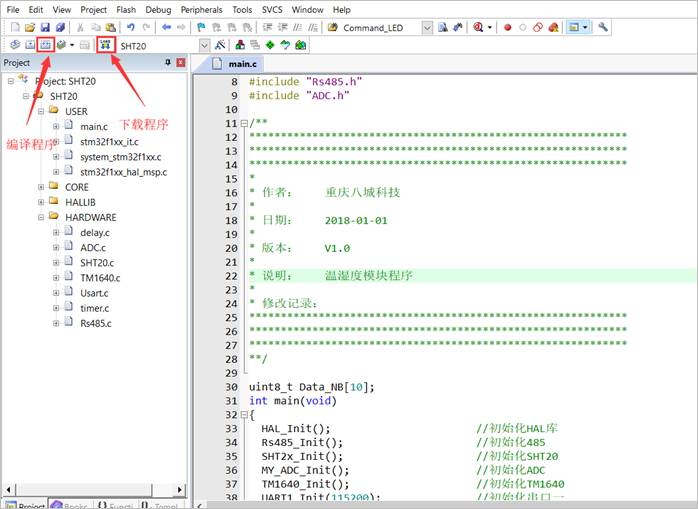 File Edit View Project Flash Debug Peripherals Tools SVCS Window Help
Command_LED
LOAD SHT20
Project
main.c
Project: SHT20
SHT20
USER
main.c
stm32f1xx_it.c
system_stm32f1xx.c
stm32f1xx_hal_msp.c
CORE
HALLIB
HARDWARE
delay.c
ADC.c
SHT20.c
TM1640.c
Usart.c
timer.c
Rs485.c
编译程序
下载程序
8 #include "Rs485.h"
9 #include "ADC.h"
10
11 /**
12 ************************************************************
13 ************************************************************
14 ************************************************************
15 *
16 * 作者: 重庆八城科技
17 *
18 * 日期: 2018-01-01
19 *
20 * 版本: V1.0
21 *
22 * 说明: 温湿度模块程序
23 *
24 * 修改记录:
25 ************************************************************
26 ************************************************************
27 ************************************************************
28 **/
29
30 uint8_t Data_NB[10];
31 int main(void)
32 {
33 HAL_Init(); //初始化HAL库
34 Rs485_Init(); //初始化485
35 SHT2x_Init(); //初始化SHT20
36 MY_ADC_Init(); //初始化ADC
37 TM1640_Init(); //初始化TM1640
38 UART1_Init(115200); //初始化串口一
Project Books Functi Templ